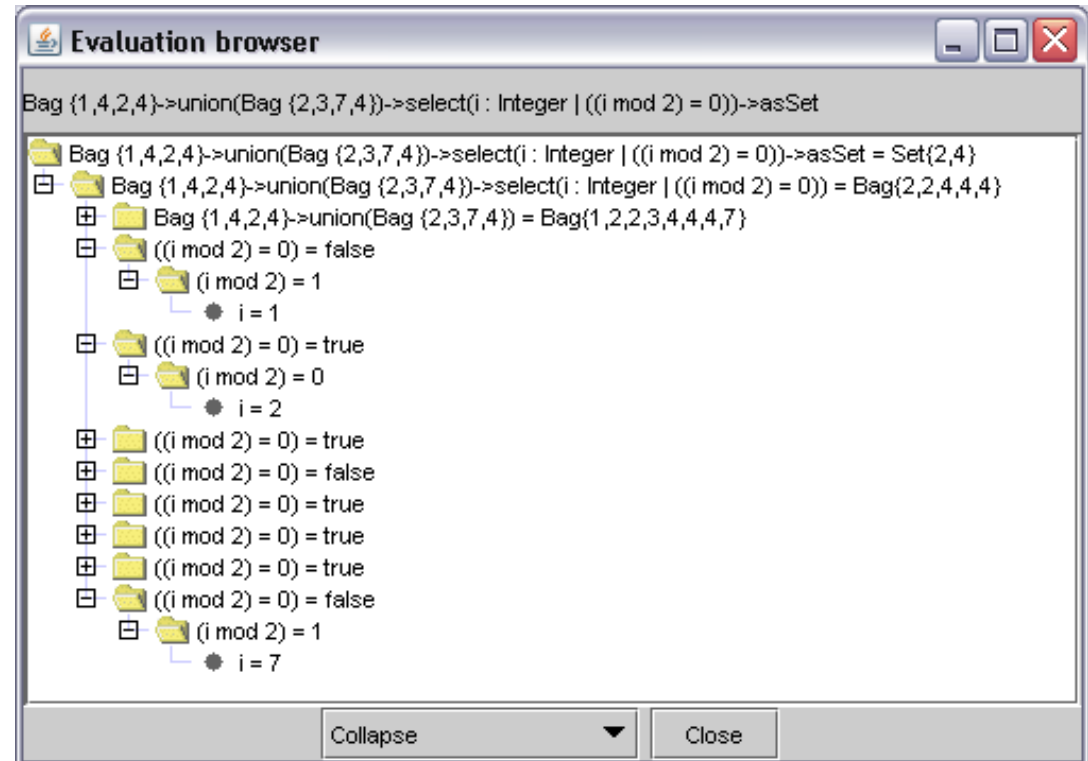 Evaluation browser
Bag {1,4,2,4}->union(Bag {2,3,7,4})->select(i : Integer | ((i mod 2) = 0))->asSet
Bag {1,4,2,4}->union(Bag {2,3,7,4})->select(i : Integer | ((i mod 2) = 0))->asSet = Set{2,4}
Bag {1,4,2,4}->union(Bag {2,3,7,4})->select(i : Integer | ((i mod 2) = 0)) = Bag{2,2,4,4,4}
Bag {1,4,2,4}->union(Bag {2,3,7,4}) = Bag{1,2,2,3,4,4,4,7}
((i mod 2) = 0) = false
(i mod 2) = 1
i = 1
((i mod 2) = 0) = true
(i mod 2) = 0
i = 2
((i mod 2) = 0) = true
((i mod 2) = 0) = false
((i mod 2) = 0) = true
((i mod 2) = 0) = true
((i mod 2) = 0) = true
((i mod 2) = 0) = false
(i mod 2) = 1
i = 7
Collapse Close